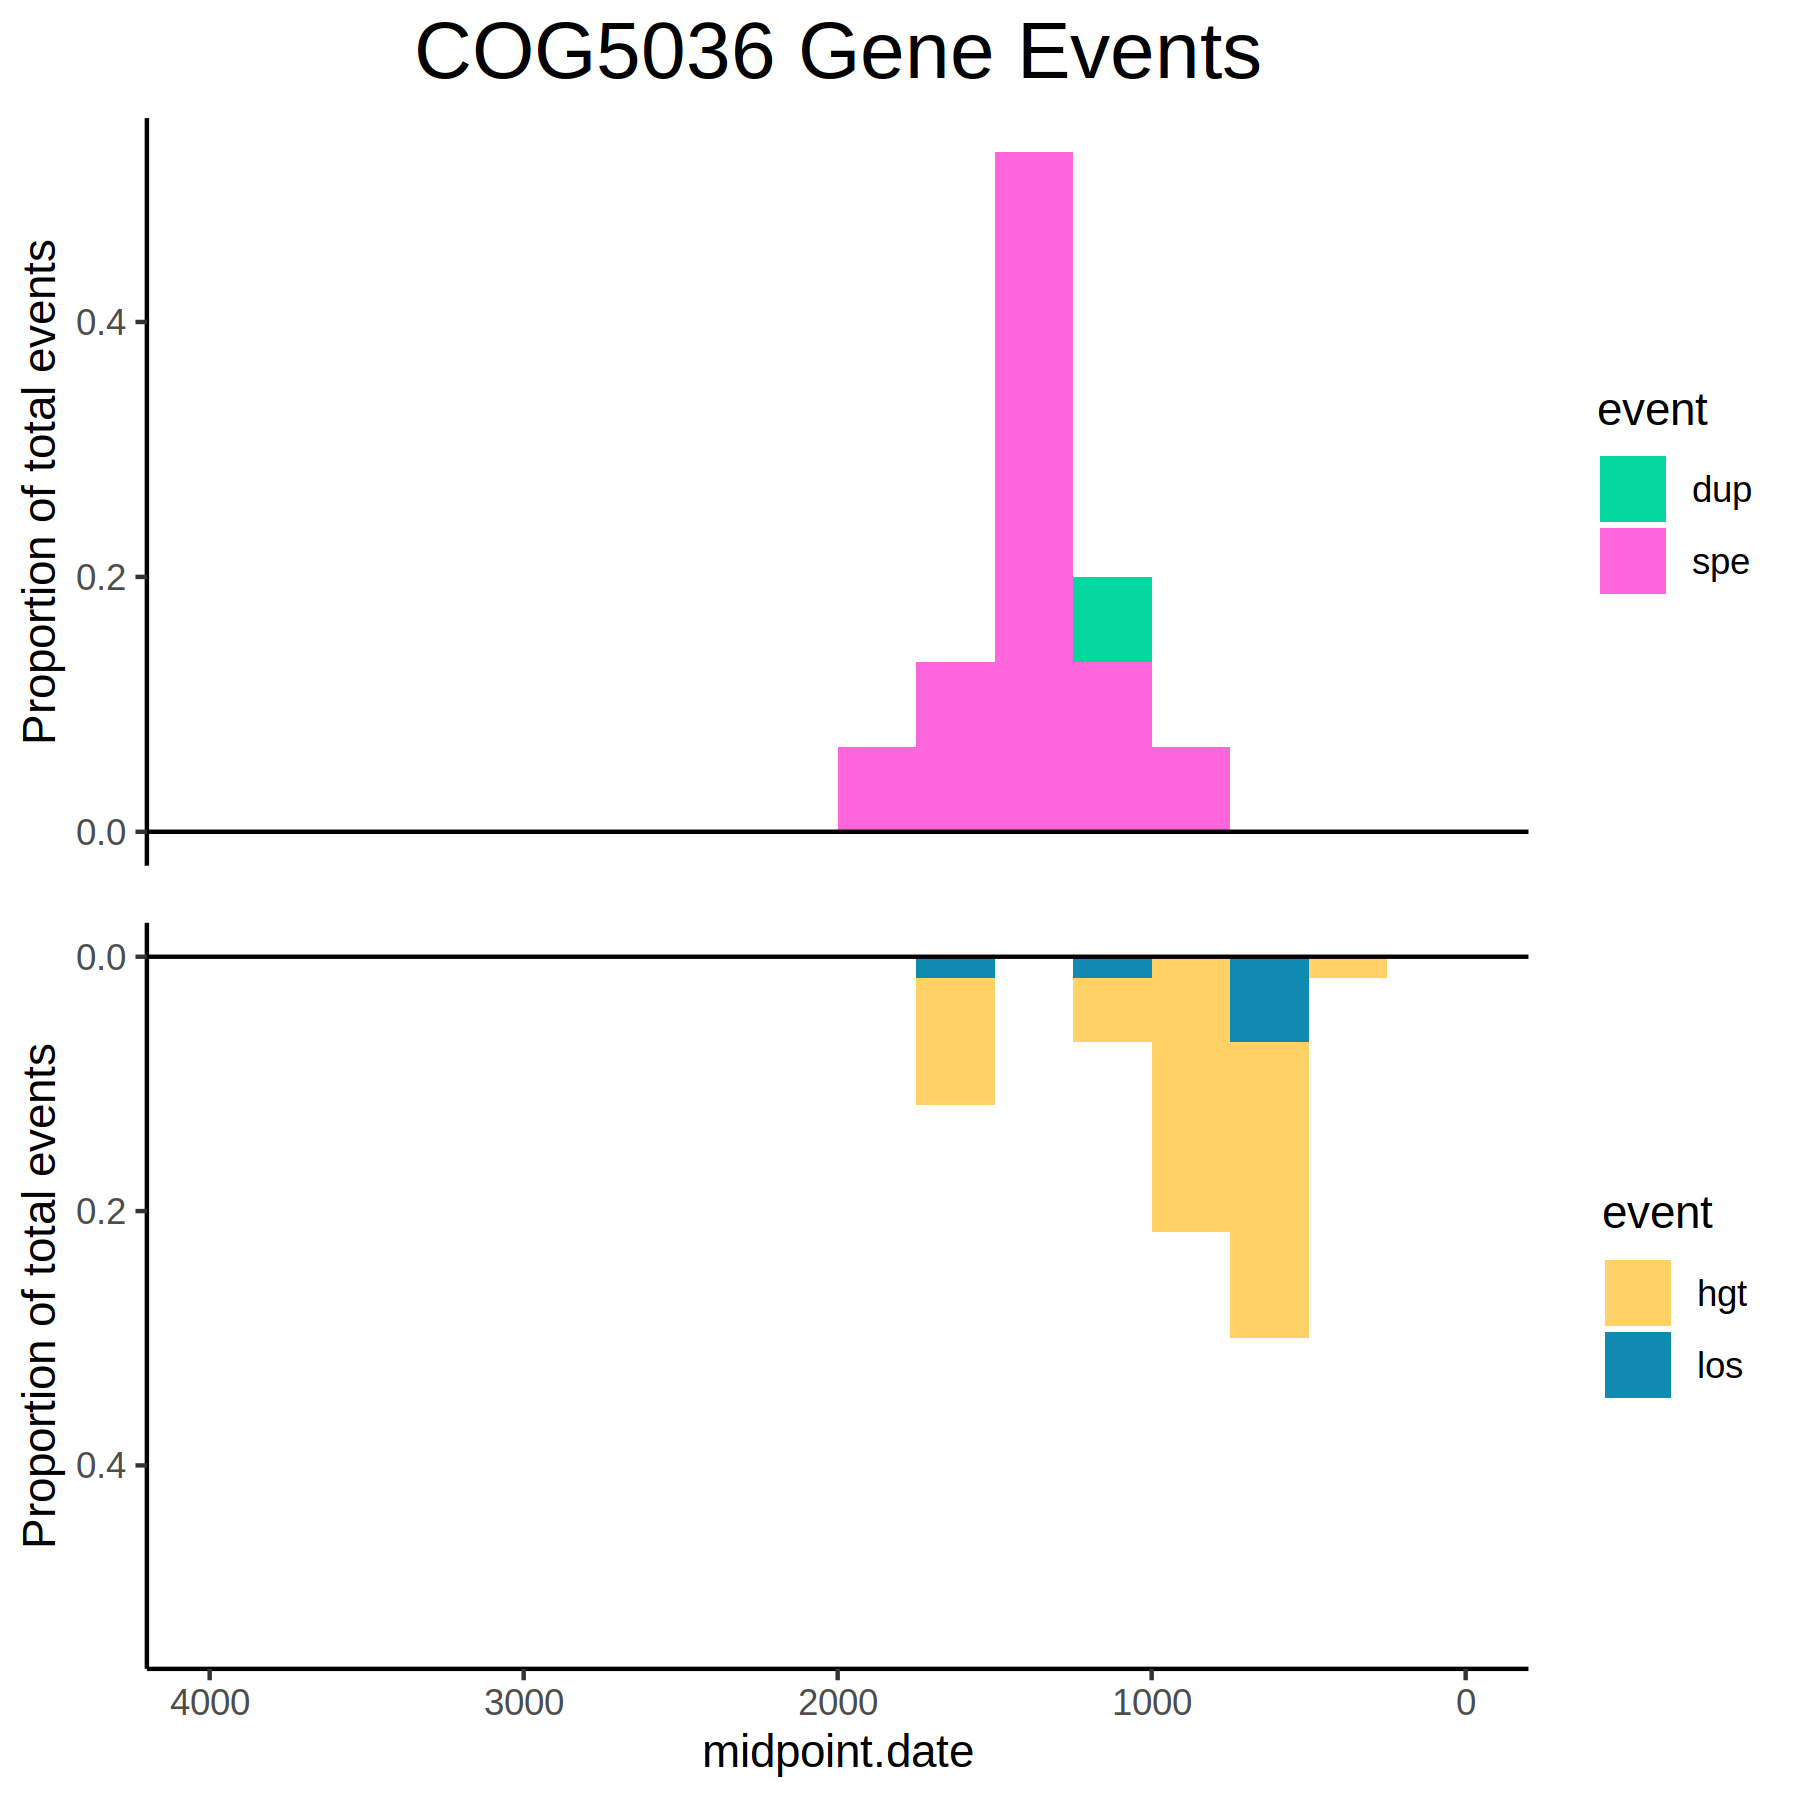 COG5036 Gene Events
Proportion of total events
0.4
0.2
0.0
event
dup
spe
Proportion of total events
0.0
0.2
0.4
event
hgt
los
4000 3000 2000 1000 0
midpoint.date